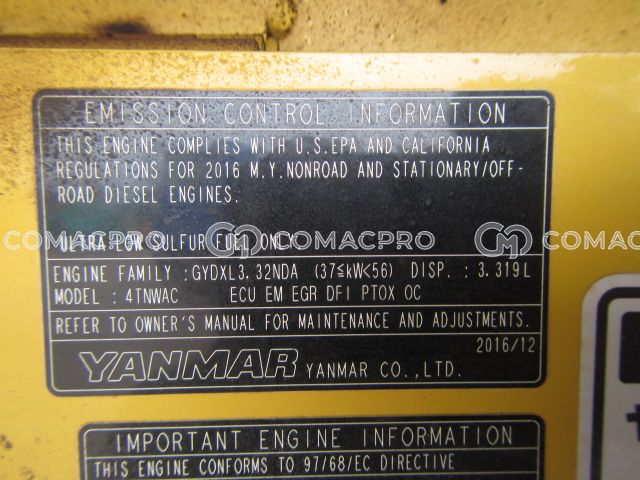 EMISSION CONTROL INFORMATION
THIS ENGINE COMPLIES WITH U.S.EPA AND CALIFORNIA
REGULATIONS FOR 2016 M.Y.NONROAD AND STATIONARY/OFF-
ROAD DIESEL ENGINES.
COMACPRO COMACPRO COMACPRO
ULTRA-LOW SULFUR FUEL ONLY
ENGINE FAMILY :GYDXL3.32NDA (37≦kW<56) DISP. : 3.319L
MODEL : 4TNWAC ECU EM EGR DFI PTOX OC
REFER TO OWNER'S MANUAL FOR MAINTENANCE AND ADJUSTMENTS.
2016/12
YANMAR YANMAR CO.,LTD.
IMPORTANT ENGINE INFORMATION
THIS ENGINE CONFORMS TO 97/68/EC DIRECTIVE